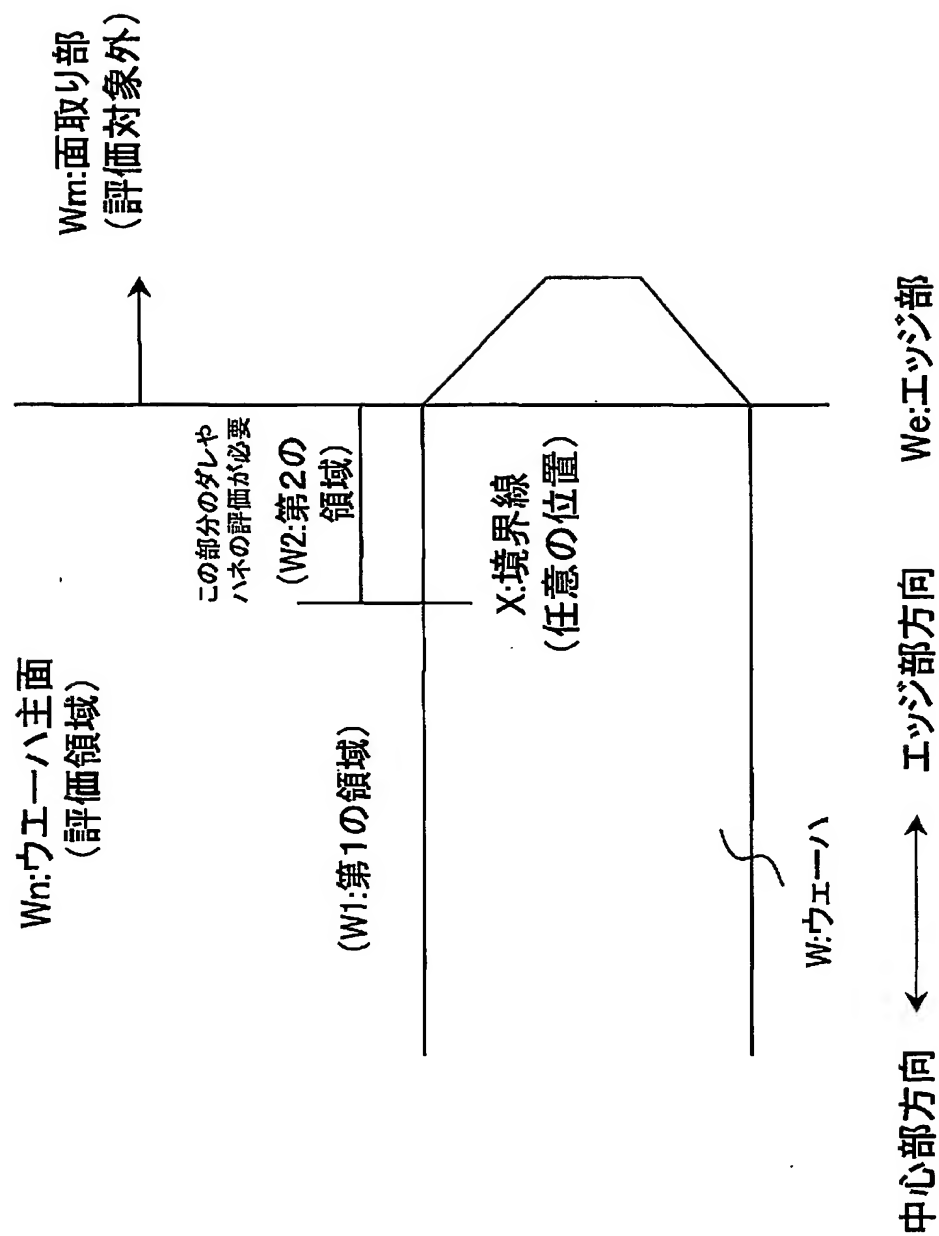 Wn:ウエーハ主面
(評価領域)
Wm:面取り部
(評価対象外)
この部分のダレや
ハネの評価が必要
(W1:第1の領域)
(W2:第2の
領域)
X:境界線
(任意の位置)
W:ウェーハ
中心部方向
エッジ部方向
We:エッジ部